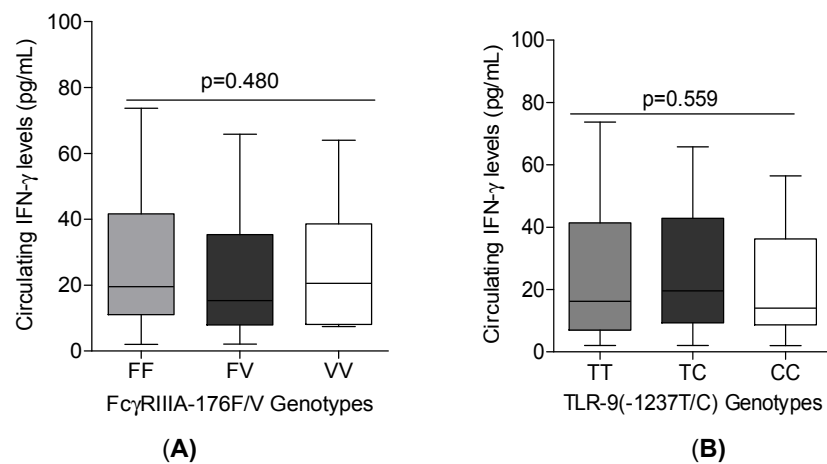 Circulating IFN-γ levels (pg/mL)
100
80
60
40
20
0
p=0.480
FF FV VV
FcγRIIIA-176F/V Genotypes
(A)
Circulating IFN-γ levels (pg/mL)
100
80
60
40
20
0
p=0.559
TT TC CC
TLR-9(-1237T/C) Genotypes
(B)